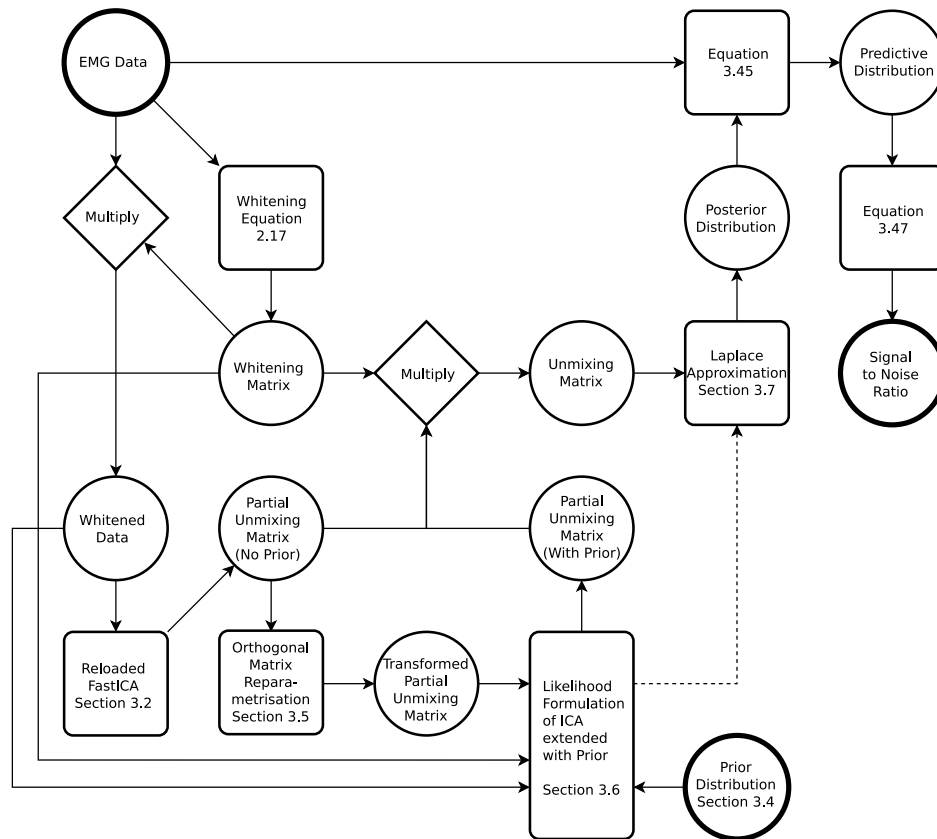 EMG Data
Equation
3.45
Predictive
Distribution
Multiply
Whitening
Equation
2.17
Posterior
Distribution
Equation
3.47
Whitening
Matrix
Multiply
Unmixing
Matrix
Laplace
Approximation
Section 3.7
Signal
to Noise
Ratio
Whitened
Data
Partial
Unmixing
Matrix
(No Prior)
Partial
Unmixing
Matrix
(With Prior)
Reloaded
FastICA
Section 3.2
Orthogonal
Matrix
Repara-
metrisation
Section 3.5
Transformed
Partial
Unmixing
Matrix
Likelihood
Formulation
of ICA
extended
with Prior
Section 3.6
Prior
Distribution
Section 3.4